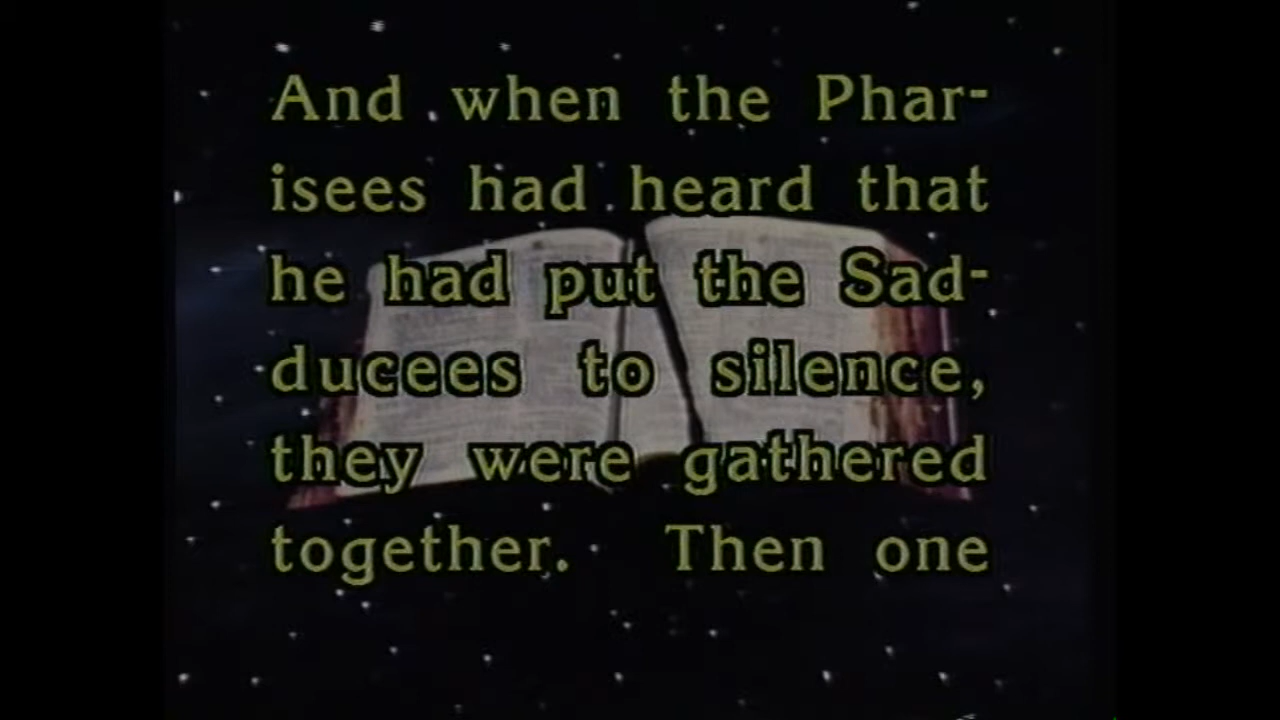 And when the Phar-
isees had heard that
he had put the Sad-
ducees to silence,
they were gathered
together. Then one